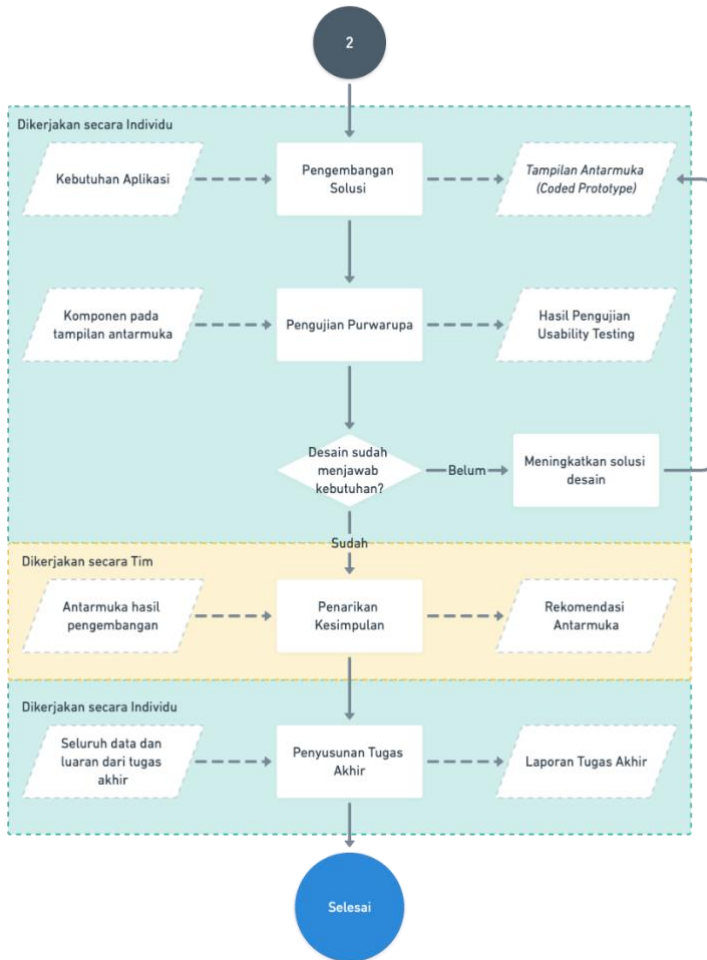 2
Dikerjakan secara Individu
Kebutuhan Aplikasi
Pengembangan
Solusi
Tampilan Antarmuka
(Coded Prototype)
Komponen pada
tampilan antarmuka
Pengujian Purwarupa
Hasil Pengujian
Usability Testing
Desain sudah
menjawab
kebutuhan?
Belum
Meningkatkan solusi
desain
Sudah
Dikerjakan secara Tim
Antarmuka hasil
pengembangan
Penarikan
Kesimpulan
Rekomendasi
Antarmuka
Dikerjakan secara Individu
Seluruh data dan
luaran dari tugas
akhir
Penyusunan Tugas
Akhir
Laporan Tugas Akhir
Selesai